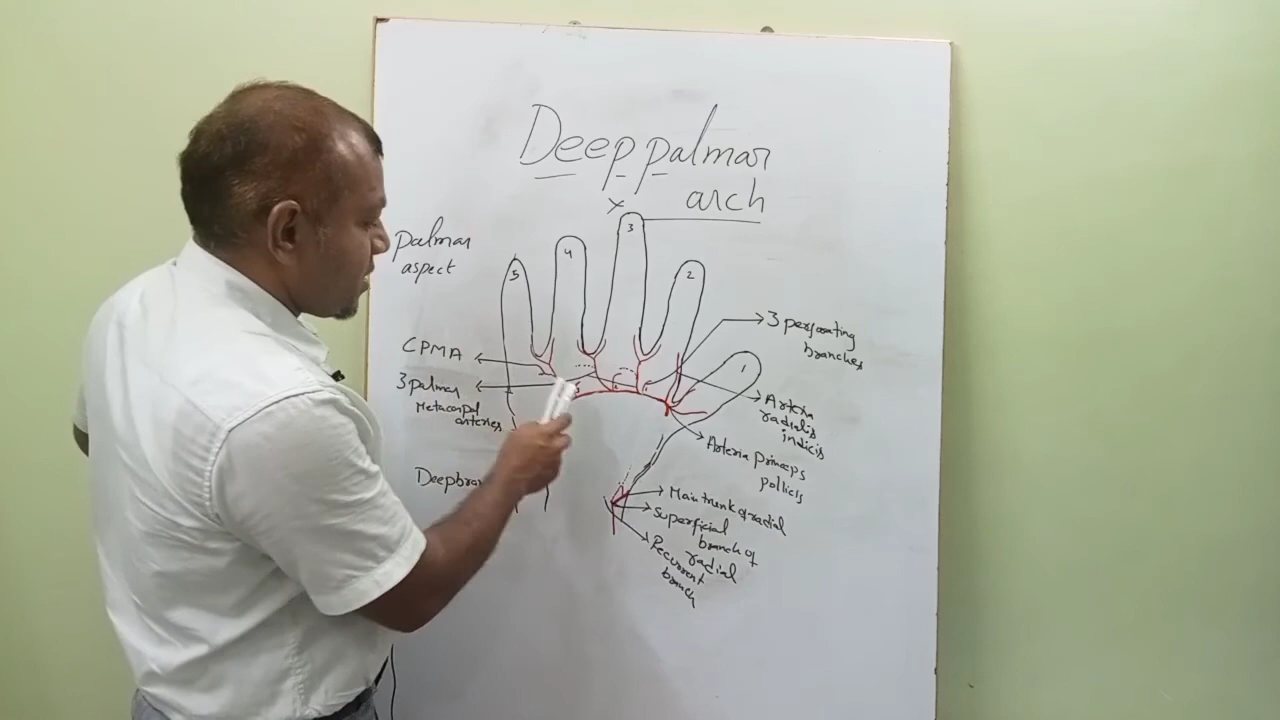 Deep palmar
arch
palmar
aspect
x
3
4
5
2
1
CPMA
3 palmar
Metacarpal
arteries
3 perforating
branches
Arteria
radialis
indicis
Arteria princeps
pollicis
Main trunk of radial
Superficial
branch of
radial
Recurrent
branch